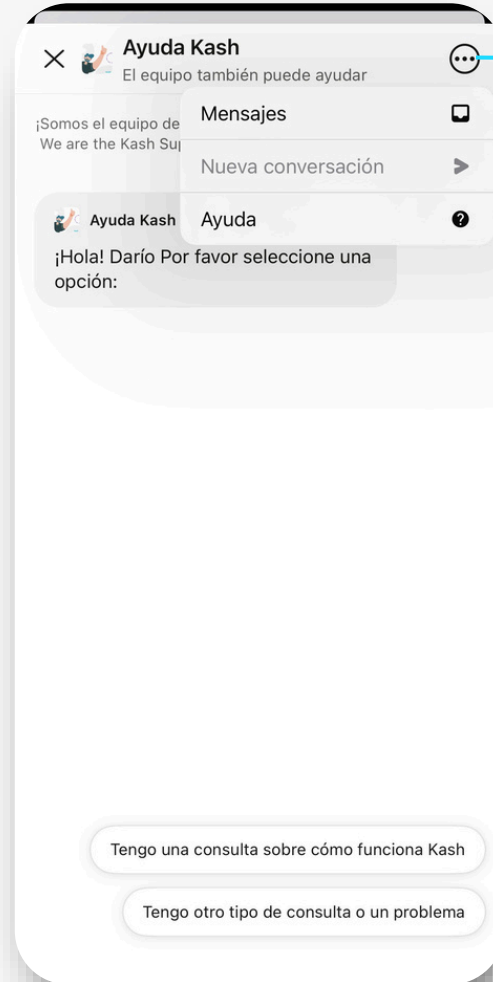 Ayuda Kash
El equipo también puede ayudar
¡Somos el equipo de
We are the Kash
Mensajes
Nueva conversación
Ayuda
Ayuda Kash
¡Hola! Darío Por favor seleccione una
opción:
Tengo una consulta sobre cómo funciona Kash
Tengo otro tipo de consulta o un problema